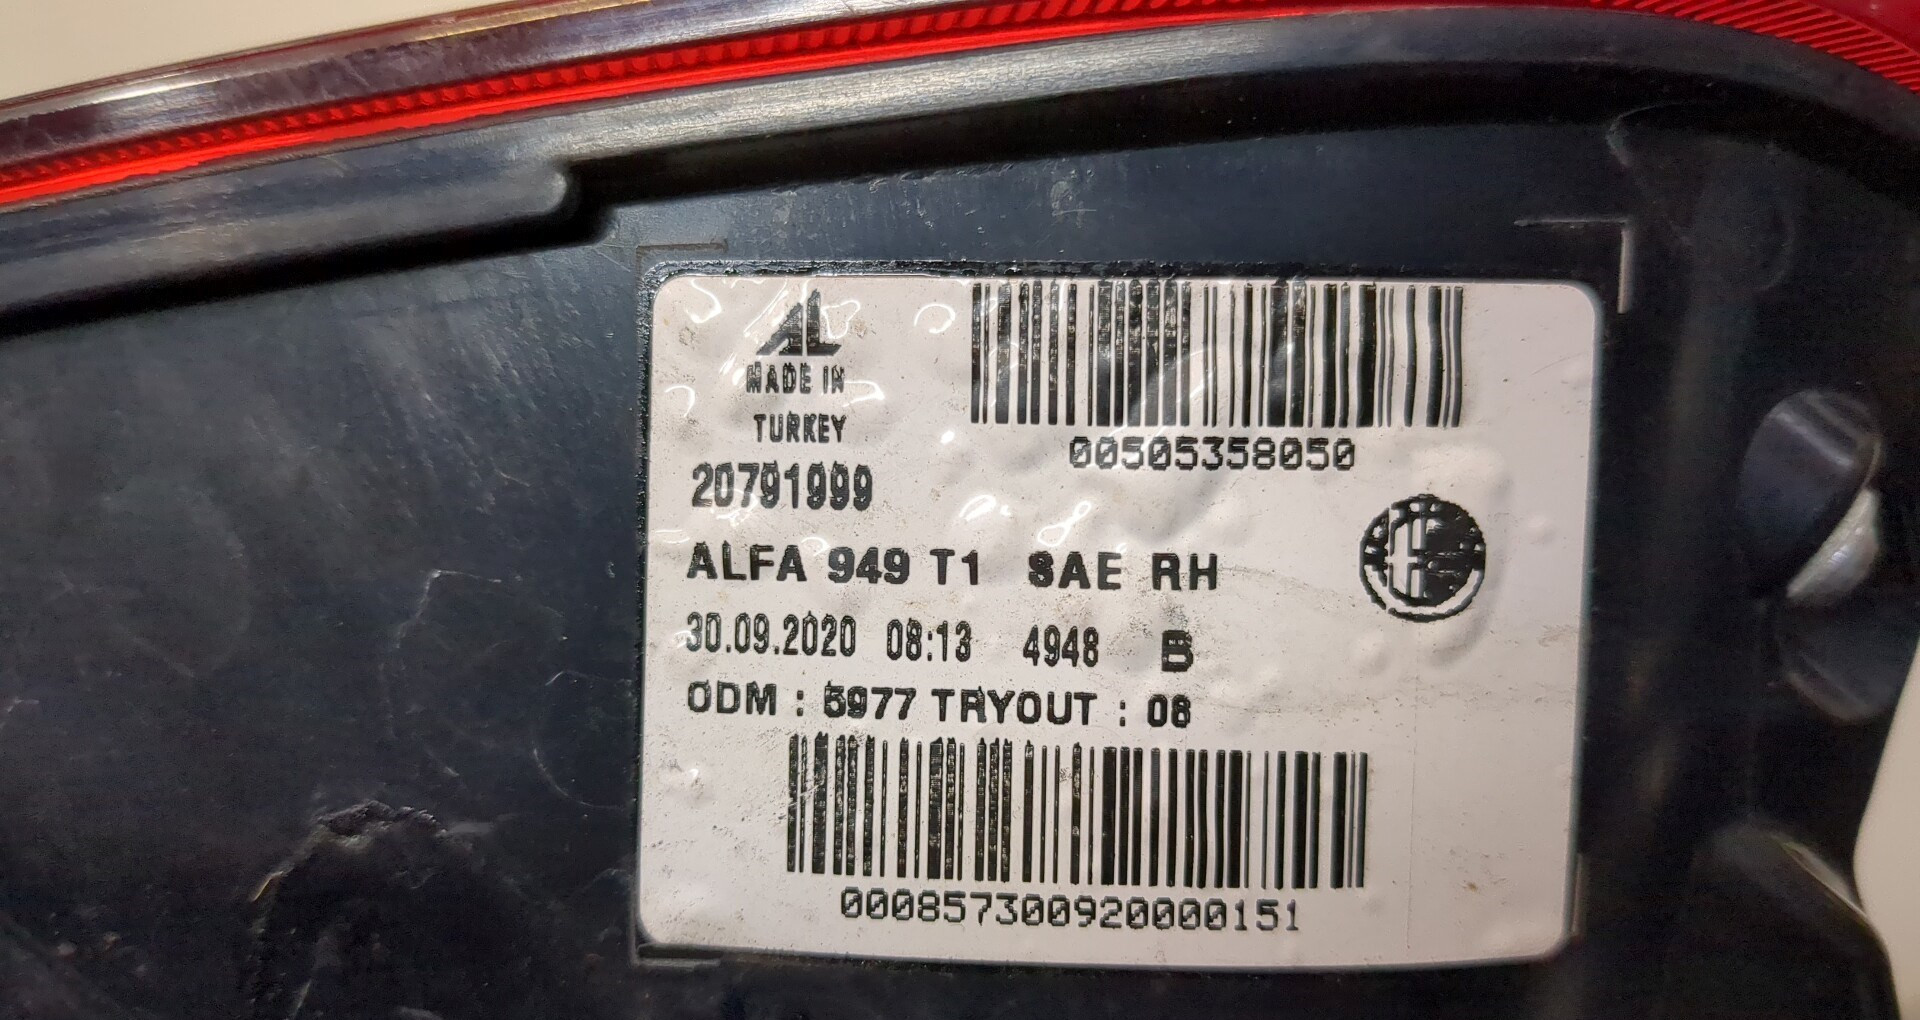 AL
MADE IN
TURKEY
00505358050
20791999
ALFA 949 T1 SAE RH
30.09.2020 08:13 4948 B
ODM : 5977 TRYOUT : 08
000857300920000151